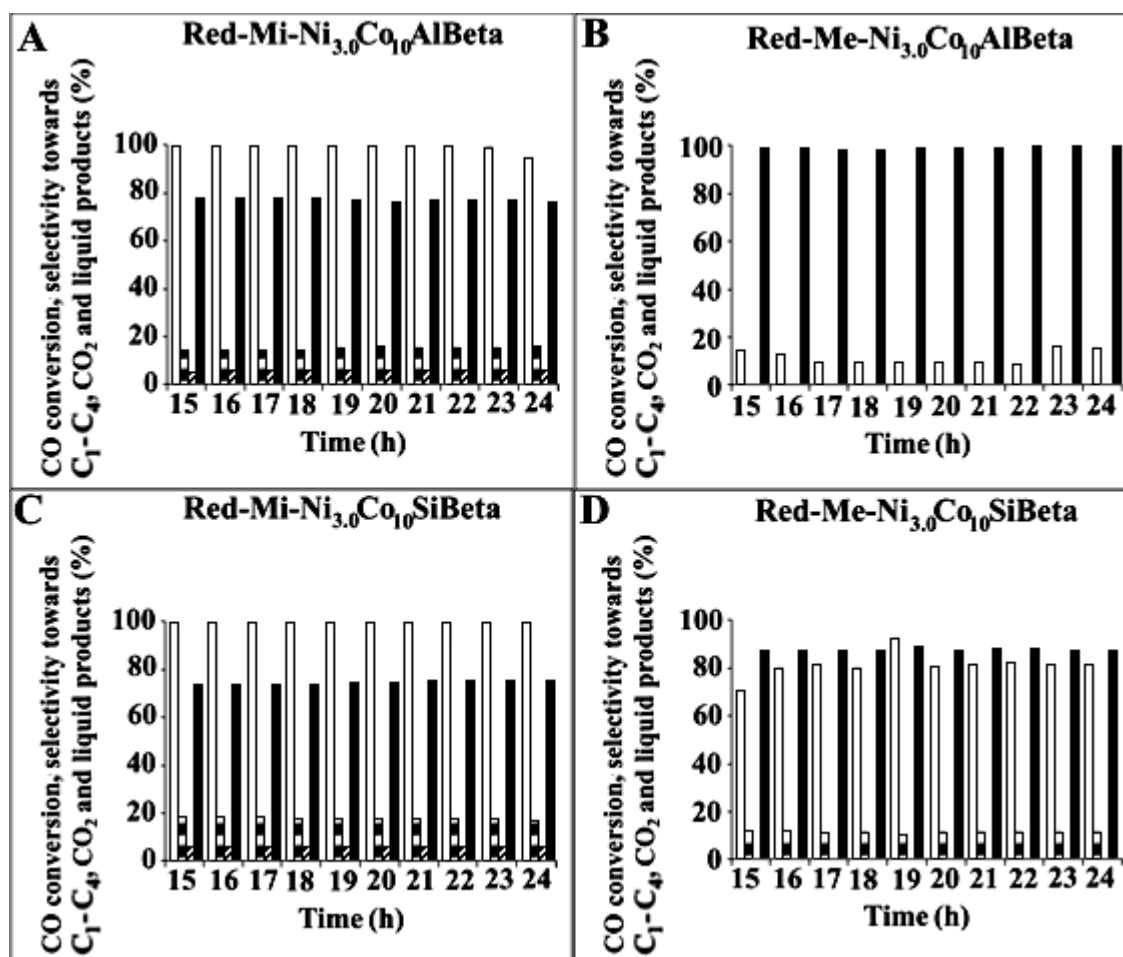 A
Red-Mi-Ni3.0Co10AlBeta
CO conversion, selectivity towards
C1-C4, CO2 and liquid products (%)
100
80
60
40
20
0
15 16 17 18 19 20 21 22 23 24
Time (h)
B
Red-Me-Ni3.0Co10AlBeta
CO conversion, selectivity towards
C1-C4, CO2 and liquid products (%)
100
80
60
40
20
0
15 16 17 18 19 20 21 22 23 24
Time (h)
C
Red-Mi-Ni3.0Co10SiBeta
CO conversion, selectivity towards
C1-C4, CO2 and liquid products (%)
100
80
60
40
20
0
15 16 17 18 19 20 21 22 23 24
Time (h)
D
Red-Me-Ni3.0Co10SiBeta
CO conversion, selectivity towards
C1-C4, CO2 and liquid products (%)
100
80
60
40
20
0
15 16 17 18 19 20 21 22 23 24
Time (h)